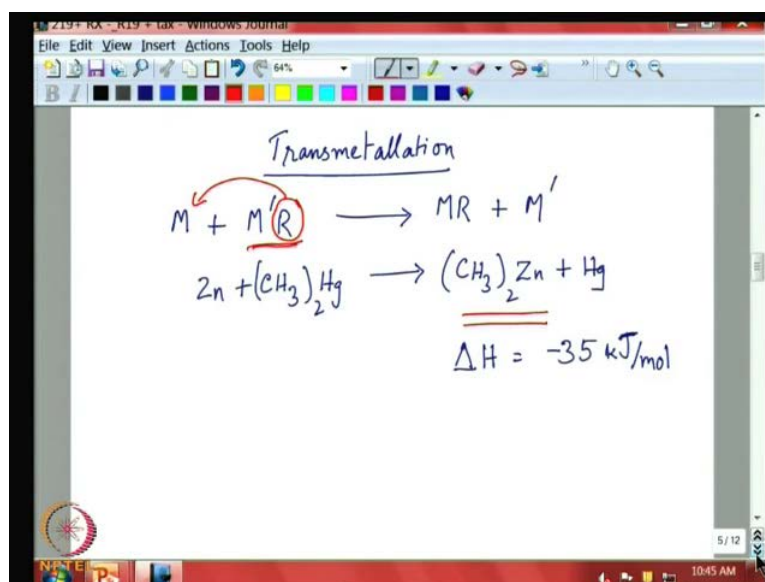 219+ RX - R19 + tax - Windows Journal
File Edit View Insert Actions Tools Help
64%
B I
Transmetallation
M + M'R → MR + M'
Zn + (CH3)2Hg → (CH3)2Zn + Hg
ΔH = -35 kJ/mol
5/12
NPTEL
10:45 AM